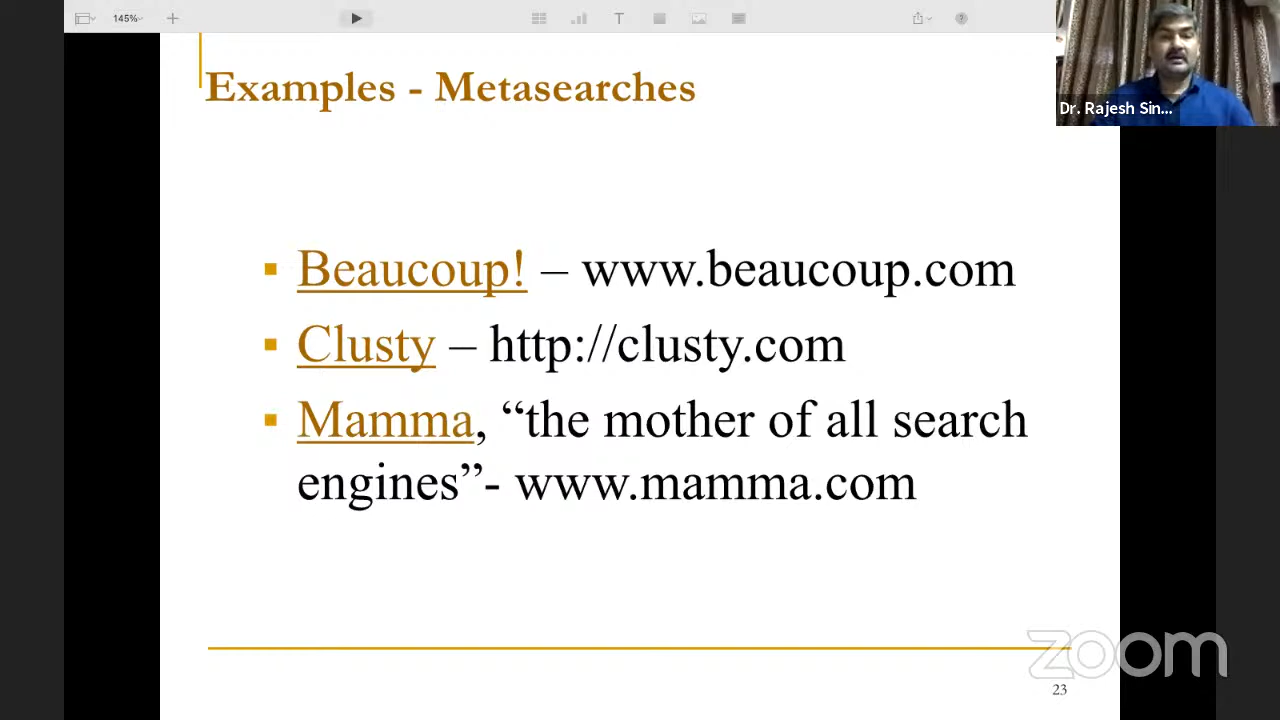 145%
T
?
Examples - Metasearches
Dr. Rajesh Sin...
Beaucoup! – www.beaucoup.com
Clusty – http://clusty.com
Mamma, “the mother of all search
engines”- www.mamma.com
zoom
23